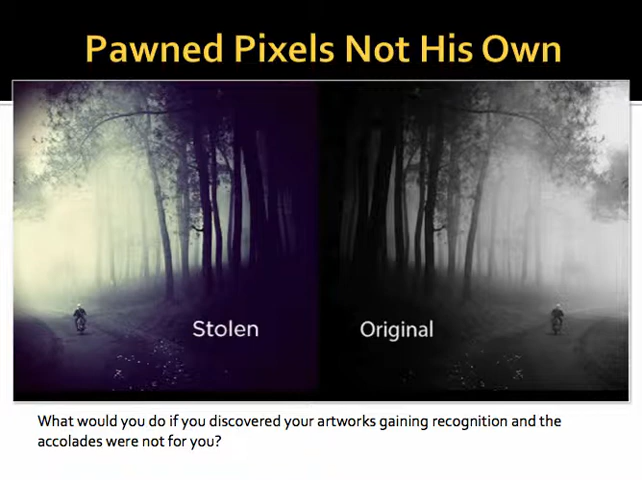 Pawned Pixels Not His Own
Stolen
Original
What would you do if you discovered your artworks gaining recognition and the
accolades were not for you?